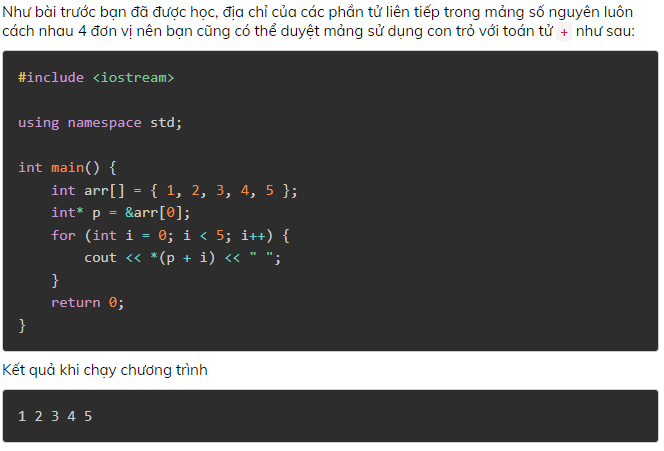 Như bài trước bạn đã được học, địa chỉ của các phần tử liên tiếp trong mảng số nguyên luôn
cách nhau 4 đơn vị nên bạn cũng có thể duyệt mảng sử dụng con trỏ với toán tử + như sau:
#include <iostream>
using namespace std;
int main() {
    int arr[] = { 1, 2, 3, 4, 5 };
    int* p = &arr[0];
    for (int i = 0; i < 5; i++) {
        cout << *(p + i) << " ";
    }
    return 0;
}
Kết quả khi chạy chương trình
1 2 3 4 5